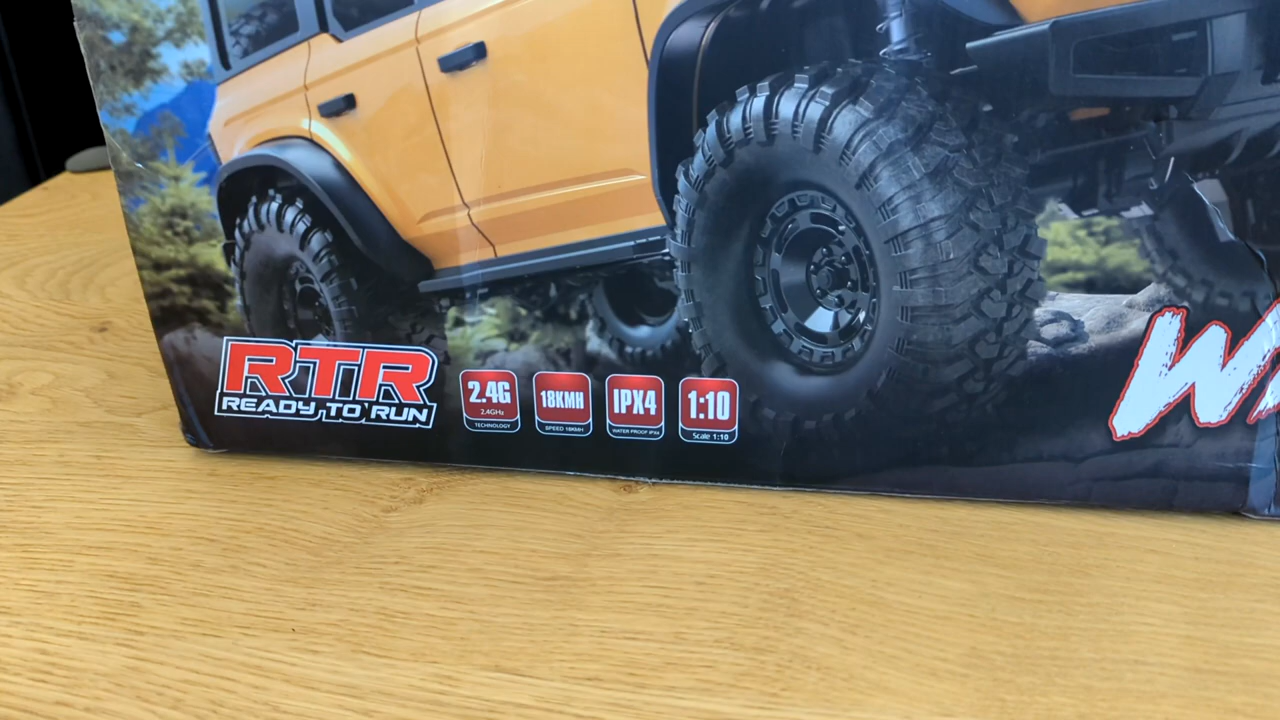 RTR
READY TO RUN
2.4G
2.4GHz
TECHNOLOGY
18KMH
SPEED 18KMH
IPX4
WATER PROOF IPX4
1:10
Scale 1:10